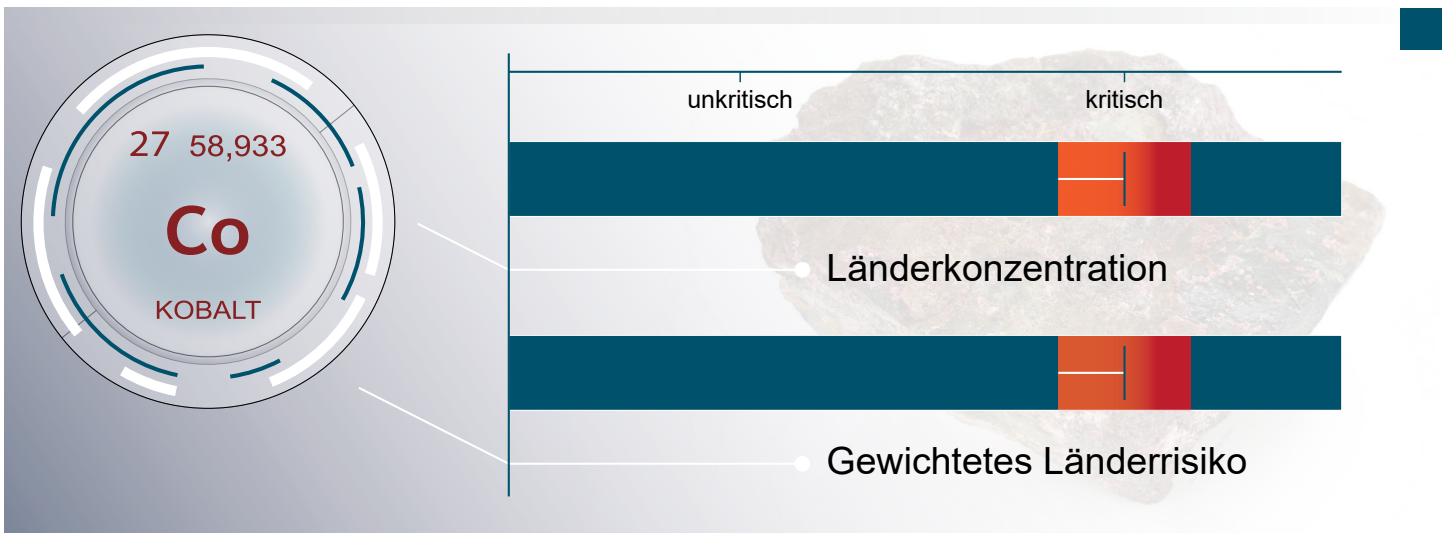 27 58,933
Co
KOBALT
unkritisch kritisch
Länderkonzentration
Gewichtetes Länderrisiko